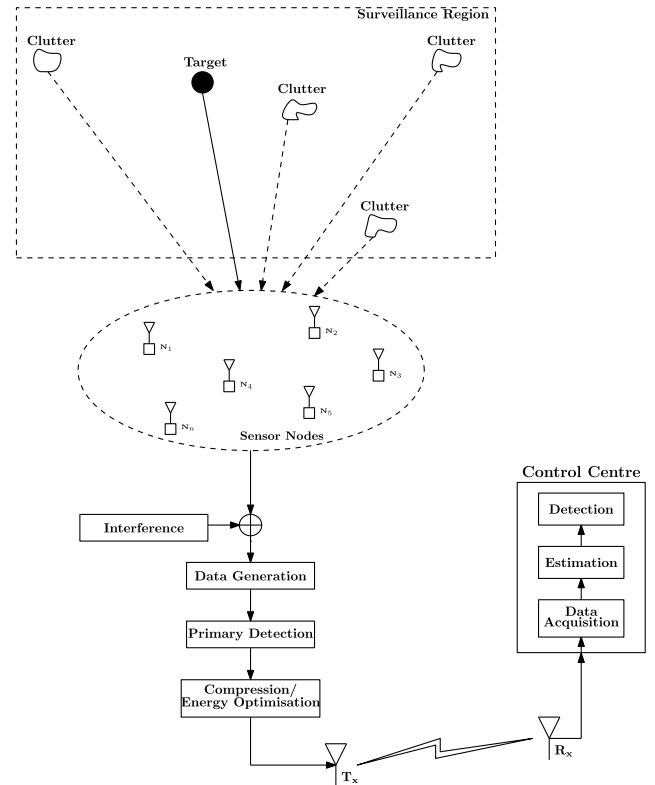 Surveillance Region
Clutter
Clutter
Target
Clutter
Clutter
N₁
N₂
N₃
N₄
N₅
Nₙ
Sensor Nodes
Interference
Data Generation
Primary Detection
Compression/
Energy Optimisation
Tₓ
Rₓ
Control Centre
Detection
Estimation
Data
Acquisition